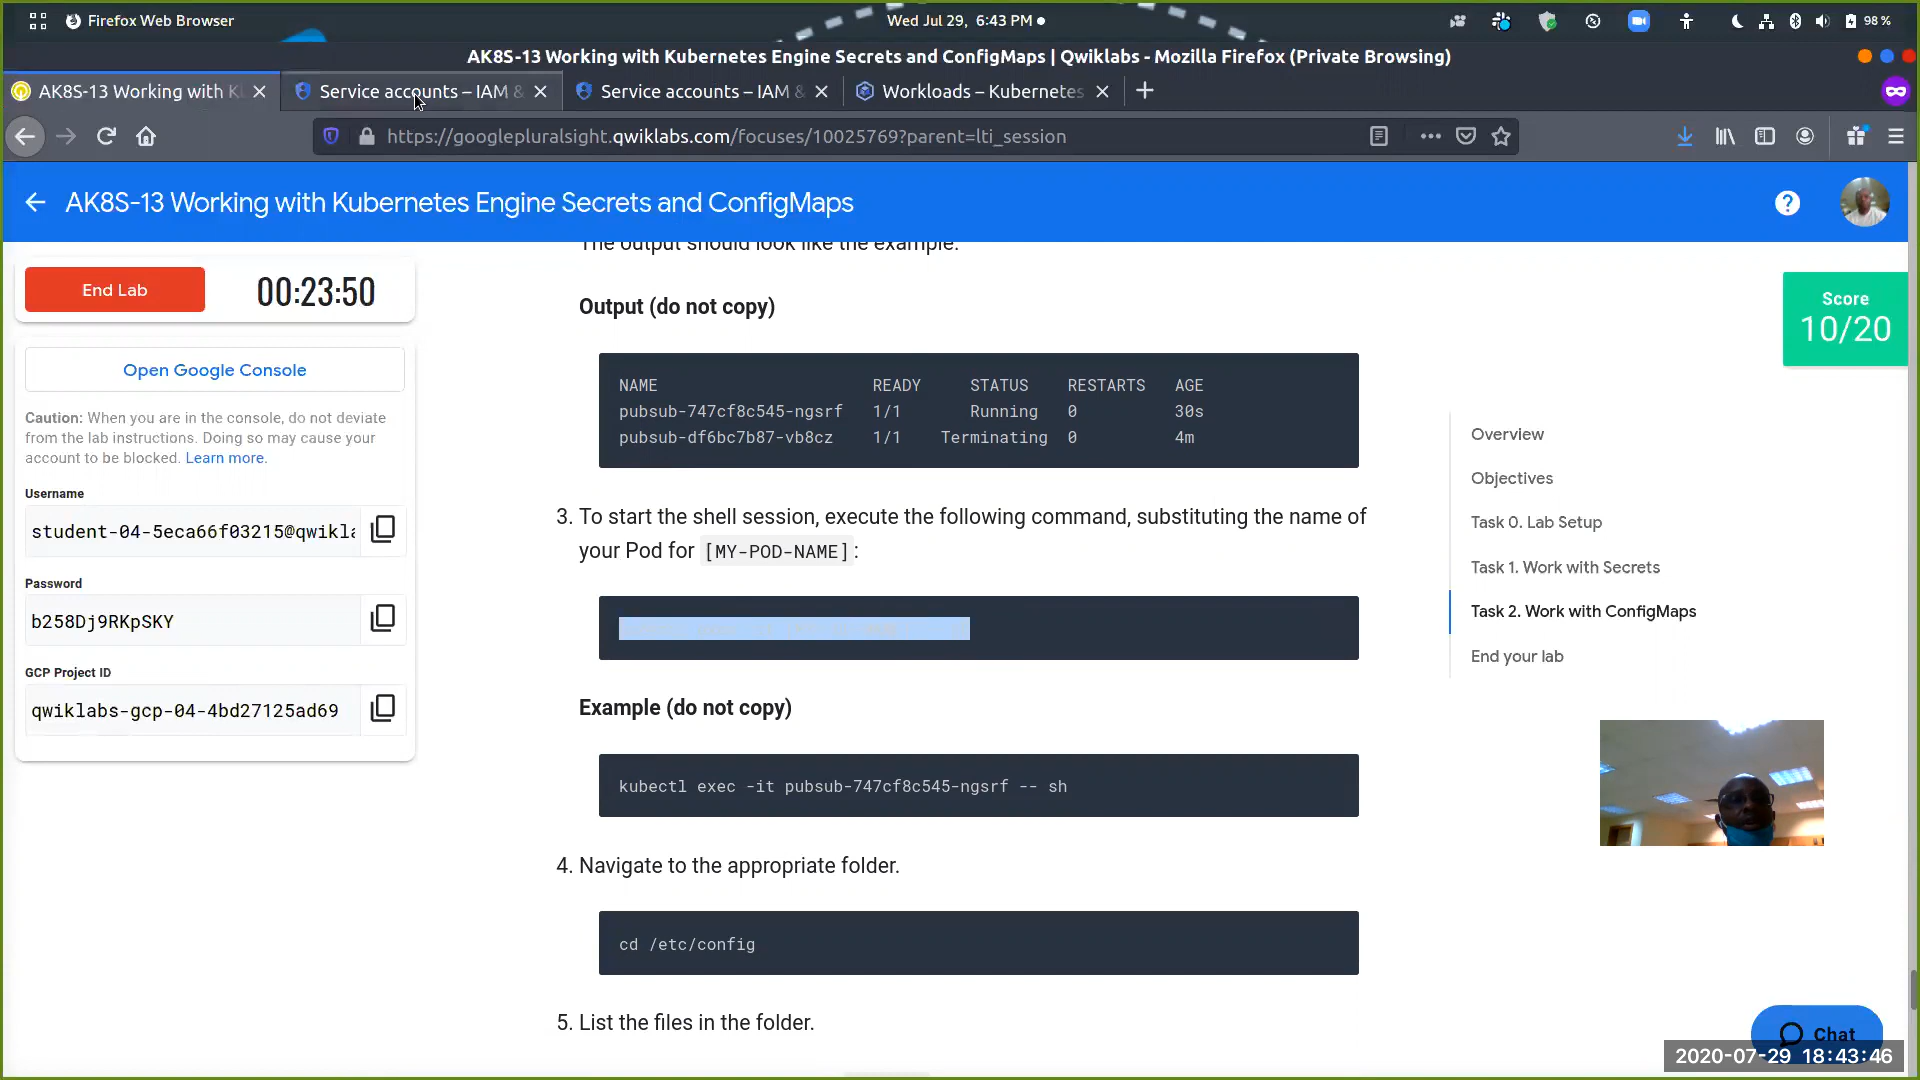 Firefox Web Browser
Wed Jul 29, 6:43 PM
98 %
AK8S-13 Working with Kubernetes Engine Secrets and ConfigMaps | Qwiklabs - Mozilla Firefox (Private Browsing)
AK8S-13 Working with K
Service accounts – IAM &
Service accounts – IAM &
Workloads – Kubernetes
https://googlepluralsight.qwiklabs.com/focuses/10025769?parent=lti_session
AK8S-13 Working with Kubernetes Engine Secrets and ConfigMaps
End Lab
00:23:50
Open Google Console
Caution: When you are in the console, do not deviate
from the lab instructions. Doing so may cause your
account to be blocked. Learn more.
Username
student-04-5eca66f03215@qwikla
Password
b258Dj9RKpSKY
GCP Project ID
qwiklabs-gcp-04-4bd27125ad69
The output should look like the example.
Output (do not copy)
NAME READY STATUS RESTARTS AGE
pubsub-747cf8c545-ngsrf 1/1 Running 0 30s
pubsub-df6bc7b87-vb8cz 1/1 Terminating 0 4m
3. To start the shell session, execute the following command, substituting the name of
your Pod for [MY-POD-NAME]:
Example (do not copy)
kubectl exec -it pubsub-747cf8c545-ngsrf -- sh
4. Navigate to the appropriate folder.
cd /etc/config
5. List the files in the folder.
Score
10/20
Overview
Objectives
Task 0. Lab Setup
Task 1. Work with Secrets
Task 2. Work with ConfigMaps
End your lab
Chat
2020-07-29 18:43:46